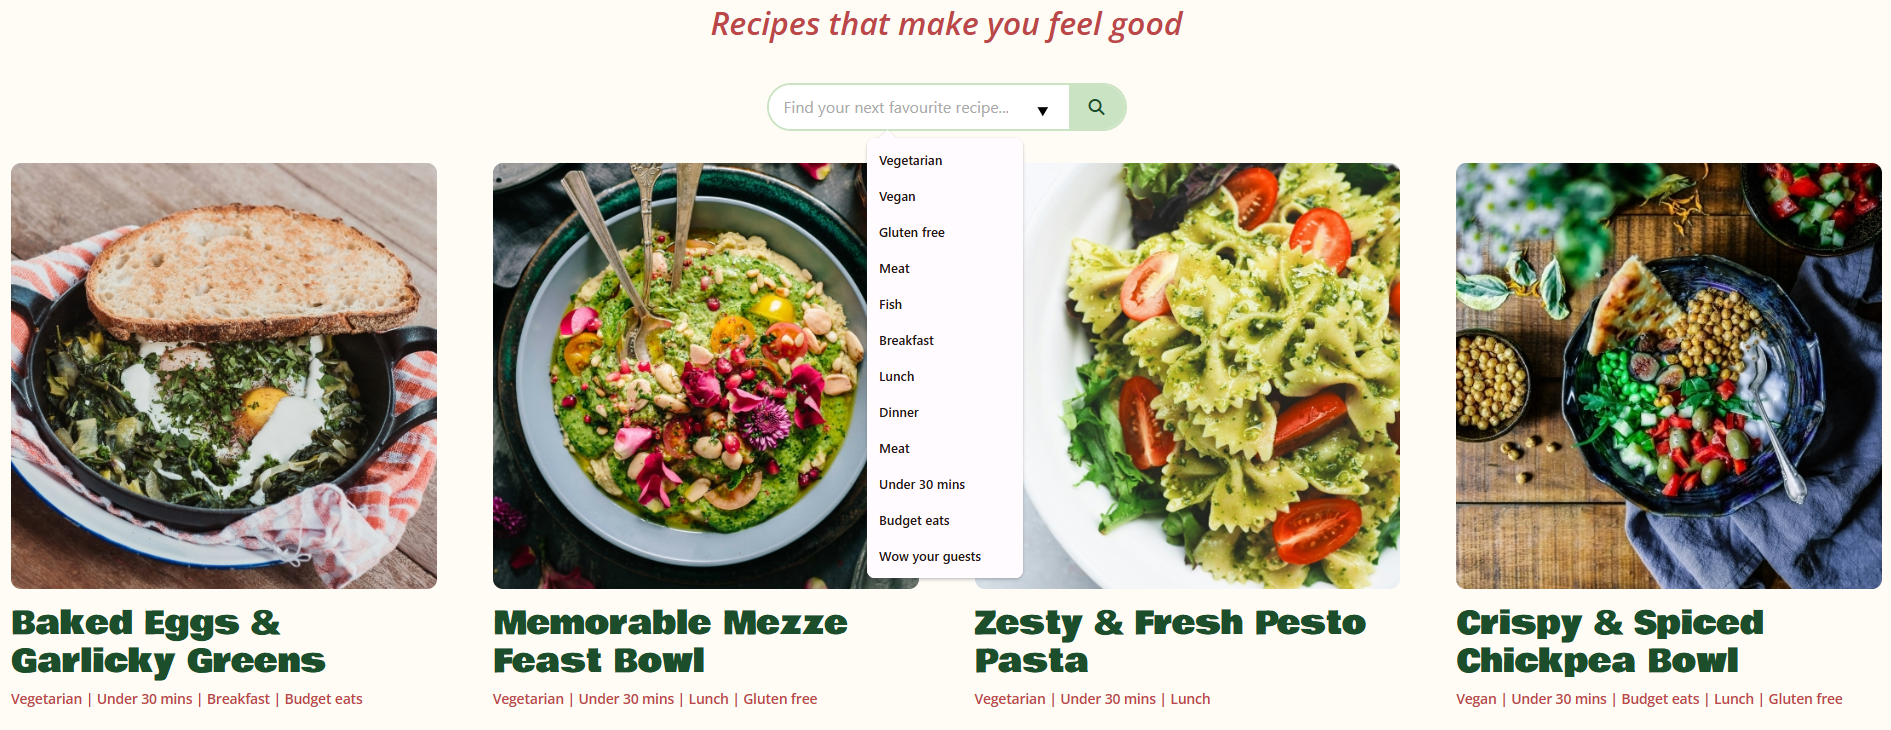 Recipes that make you feel good
Find your next favourite recipe...
Vegetarian
Vegan
Gluten free
Meat
Fish
Breakfast
Lunch
Dinner
Meat
Under 30 mins
Budget eats
Wow your guests
Baked Eggs &
Garlicky Greens
Vegetarian | Under 30 mins | Breakfast | Budget eats
Memorable Mezze
Feast Bowl
Vegetarian | Under 30 mins | Lunch | Gluten free
Zesty & Fresh Pesto
Pasta
Vegetarian | Under 30 mins | Lunch
Crispy & Spiced
Chickpea Bowl
Vegan | Under 30 mins | Budget eats | Lunch | Gluten free